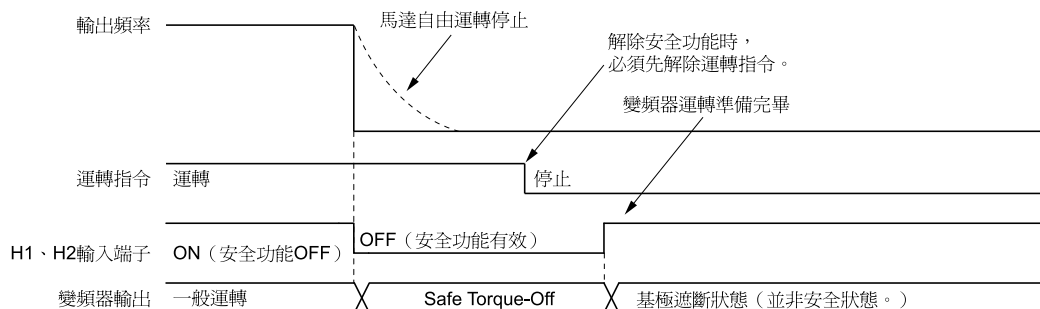 輸出頻率
馬達自由運轉停止
解除安全功能時，
必須先解除運轉指令。
變頻器運轉準備完畢
運轉指令 運轉
停止
H1、H2輸入端子 ON（安全功能OFF） OFF（安全功能有效）
變頻器輸出 一般運轉 Safe Torque-Off 基極遮斷狀態（並非安全狀態。）